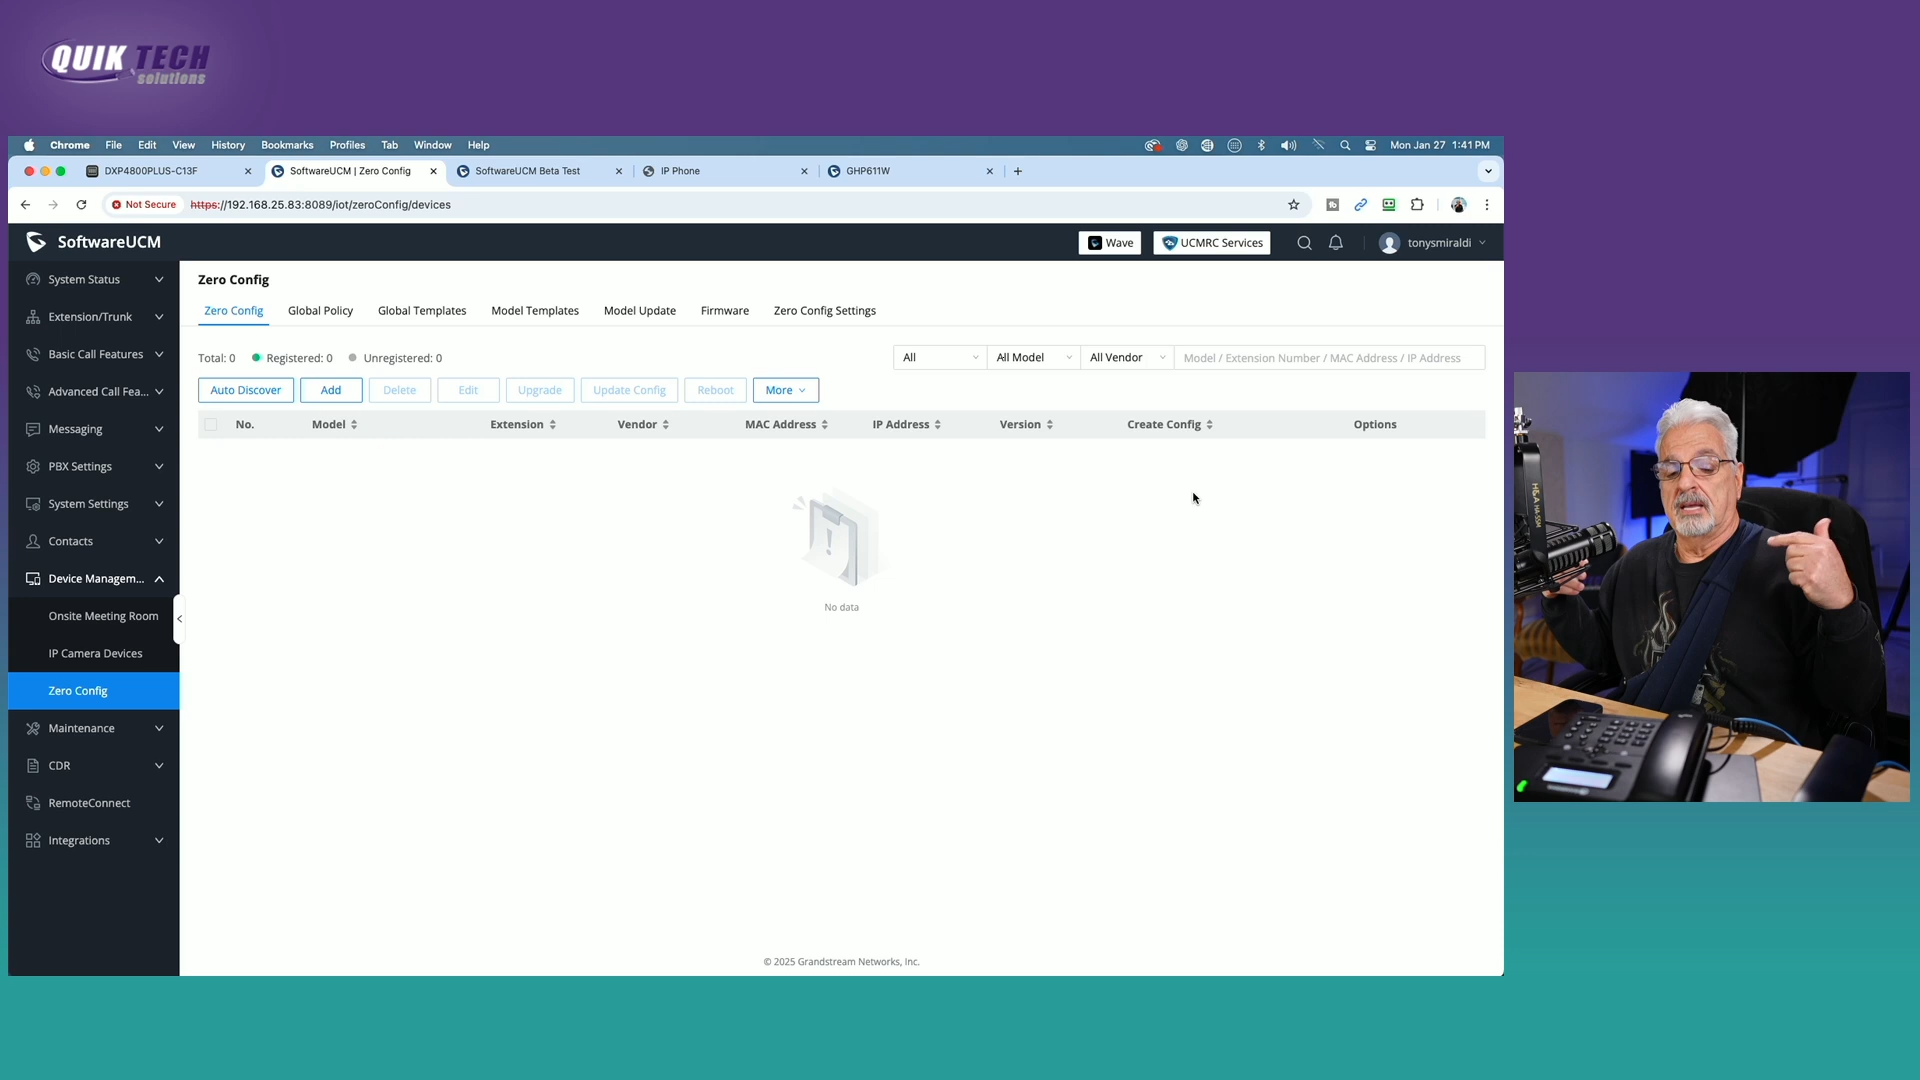 QUIK TECH
solutions
Chrome File Edit View History Bookmarks Profiles Tab Window Help
Mon Jan 27 1:41 PM
DXP4800PLUS-C13F
SoftwareUCM | Zero Config
SoftwareUCM Beta Test
IP Phone
GHP611W
Not Secure https://192.168.25.83:8089/iot/zeroConfig/devices
SoftwareUCM
Wave
UCMRC Services
tonysmiraldi
System Status
Extension/Trunk
Basic Call Features
Advanced Call Fea...
Messaging
PBX Settings
System Settings
Contacts
Device Managem...
Onsite Meeting Room
IP Camera Devices
Zero Config
Maintenance
CDR
RemoteConnect
Integrations
Zero Config
Zero Config Global Policy Global Templates Model Templates Model Update Firmware Zero Config Settings
Total: 0 Registered: 0 Unregistered: 0
All All Model All Vendor Model / Extension Number / MAC Address / IP Address
Auto Discover Add Delete Edit Upgrade Update Config Reboot More
No. Model Extension Vendor MAC Address IP Address Version Create Config Options
No data
© 2025 Grandstream Networks, Inc.
H&A HA-S5M